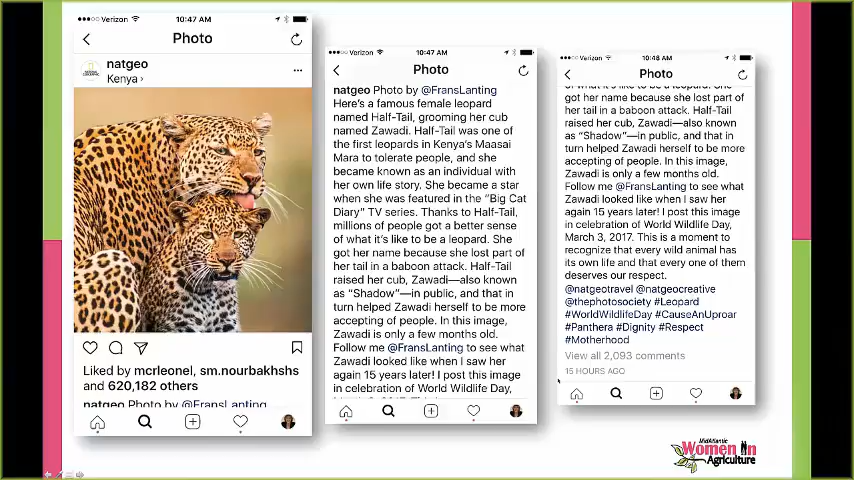 ●●●○○ Verizon 10:47 AM
Photo
natgeo
Kenya ›
Liked by mcrleonel, sm.nourbakhshs
and 620,182 others
natgeo Photo by @FransLanting
●●●○○ Verizon 10:47 AM
Photo
natgeo Photo by @FransLanting
Here's a famous female leopard
named Half-Tail, grooming her cub
named Zawadi. Half-Tail was one of
the first leopards in Kenya's Maasai
Mara to tolerate people, and she
became known as an individual with
her own life story. She became a star
when she was featured in the "Big Cat
Diary" TV series. Thanks to Half-Tail,
millions of people got a better sense
of what it's like to be a leopard. She
got her name because she lost part of
her tail in a baboon attack. Half-Tail
raised her cub, Zawadi—also known
as "Shadow"—in public, and that in
turn helped Zawadi herself to be more
accepting of people. In this image,
Zawadi is only a few months old.
Follow me @FransLanting to see what
Zawadi looked like when I saw her
again 15 years later! I post this image
in celebration of World Wildlife Day,
●●●○○ Verizon 10:48 AM
Photo
of what it's like to be a leopard. She
got her name because she lost part of
her tail in a baboon attack. Half-Tail
raised her cub, Zawadi—also known
as "Shadow"—in public, and that in
turn helped Zawadi herself to be more
accepting of people. In this image,
Zawadi is only a few months old.
Follow me @FransLanting to see what
Zawadi looked like when I saw her
again 15 years later! I post this image
in celebration of World Wildlife Day,
March 3, 2017. This is a moment to
recognize that every wild animal has
its own life and that every one of them
deserves our respect.
@natgeotravel @natgeocreative
@thephotosociety #Leopard
#WorldWildlifeDay #CauseAnUproar
#Panthera #Dignity #Respect
#Motherhood
View all 2,093 comments
15 HOURS AGO
MidAtlantic
Women In
Agriculture